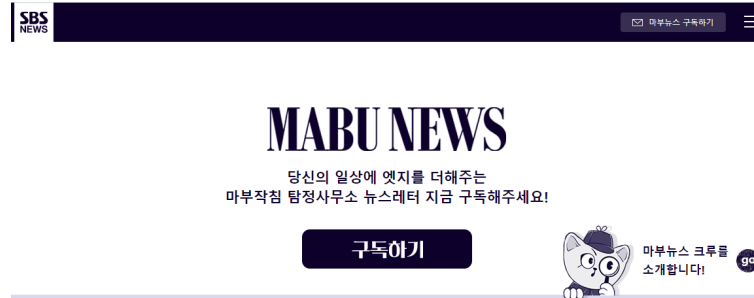 SBS
NEWS
마부뉴스 구독하기
MABU NEWS
당신의 일상에 엣지를 더해주는
마부작침 탐정사무소 뉴스레터 지금 구독해주세요!
구독하기
마부뉴스 크루를
소개합니다!
go